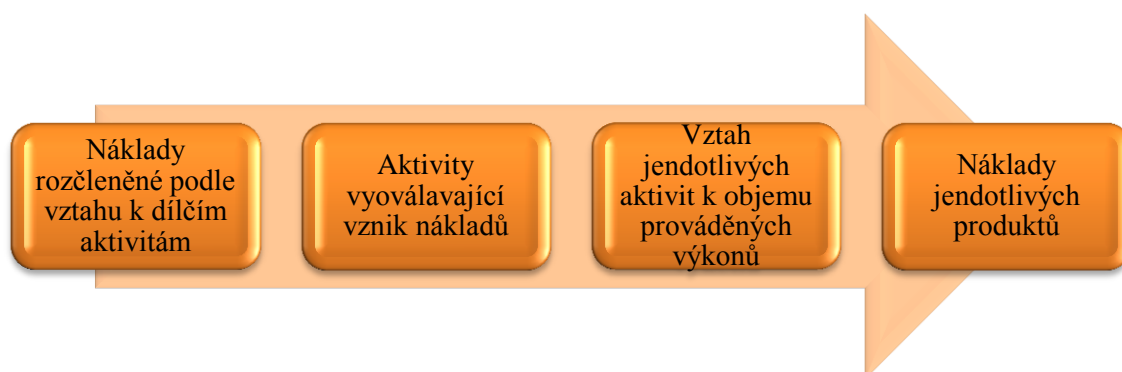 Náklady
rozčleněné podle
vztahu k dílčím
aktivitám
Aktivity
vyoválavající
vznik nákladů
Vztah
jendotlivých
aktivit k objemu
prováděných
výkonů
Náklady
jendotlivých
produktů